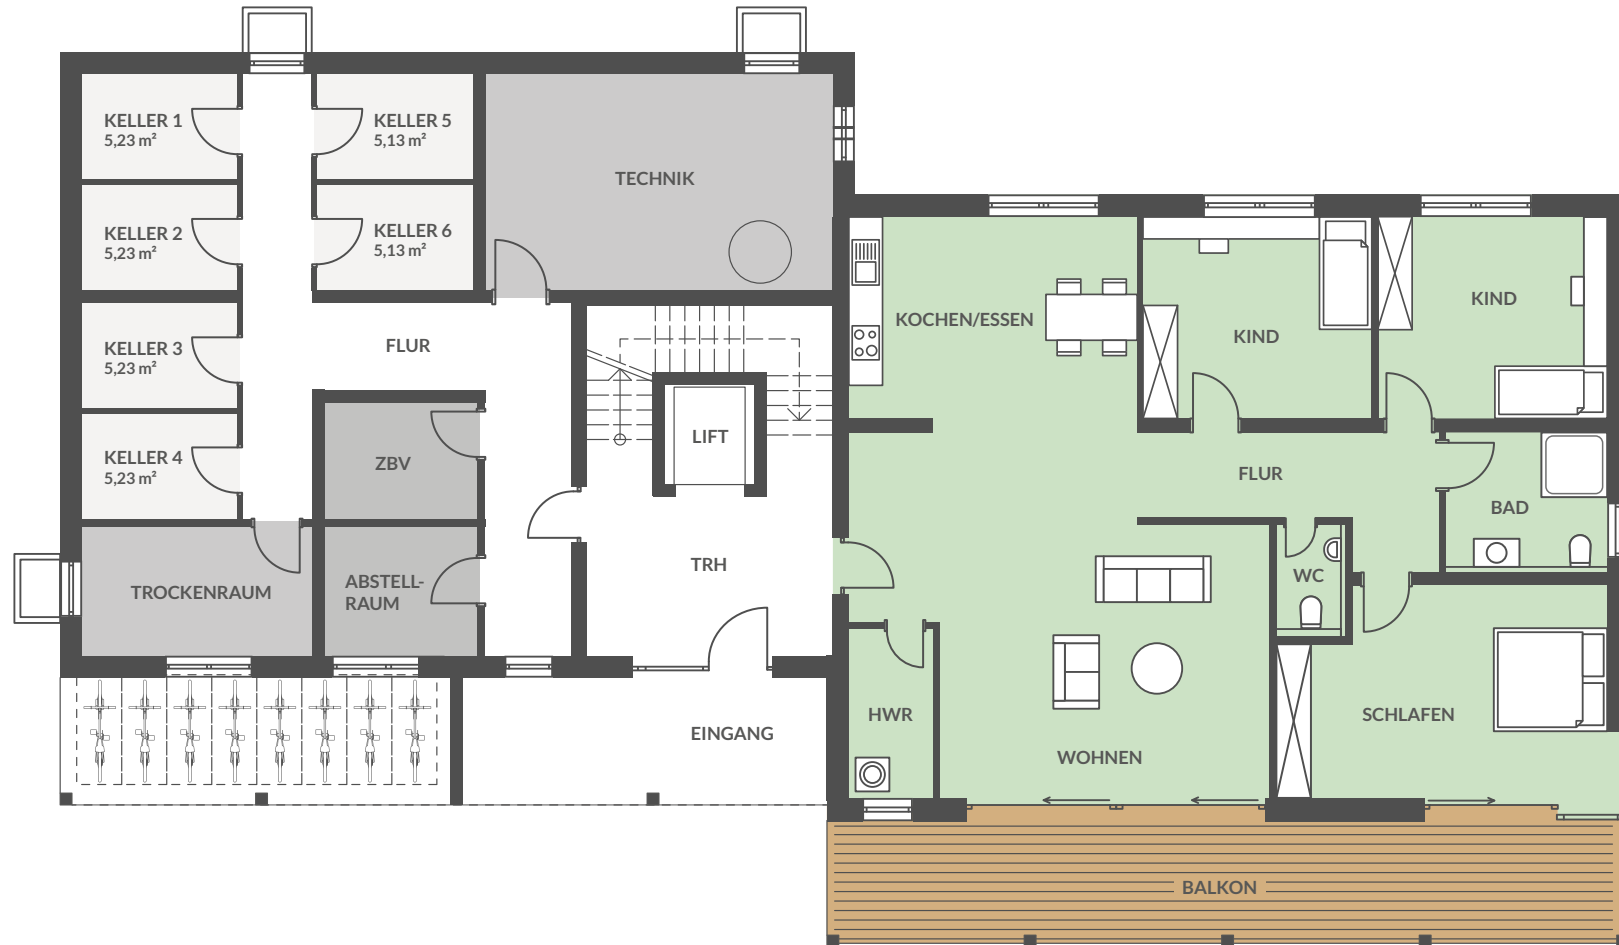 KELLER 1
5,23 m²
KELLER 5
5,13 m²
TECHNIK
KELLER 2
5,23 m²
KELLER 6
5,13 m²
KELLER 3
5,23 m²
FLUR
KOCHEN/ESSEN
KIND
KIND
KELLER 4
5,23 m²
ZBV
LIFT
FLUR
BAD
TROCKENRAUM
ABSTELL-
RAUM
TRH
WC
HWR
EINGANG
WOHNEN
SCHLAFEN
BALKON